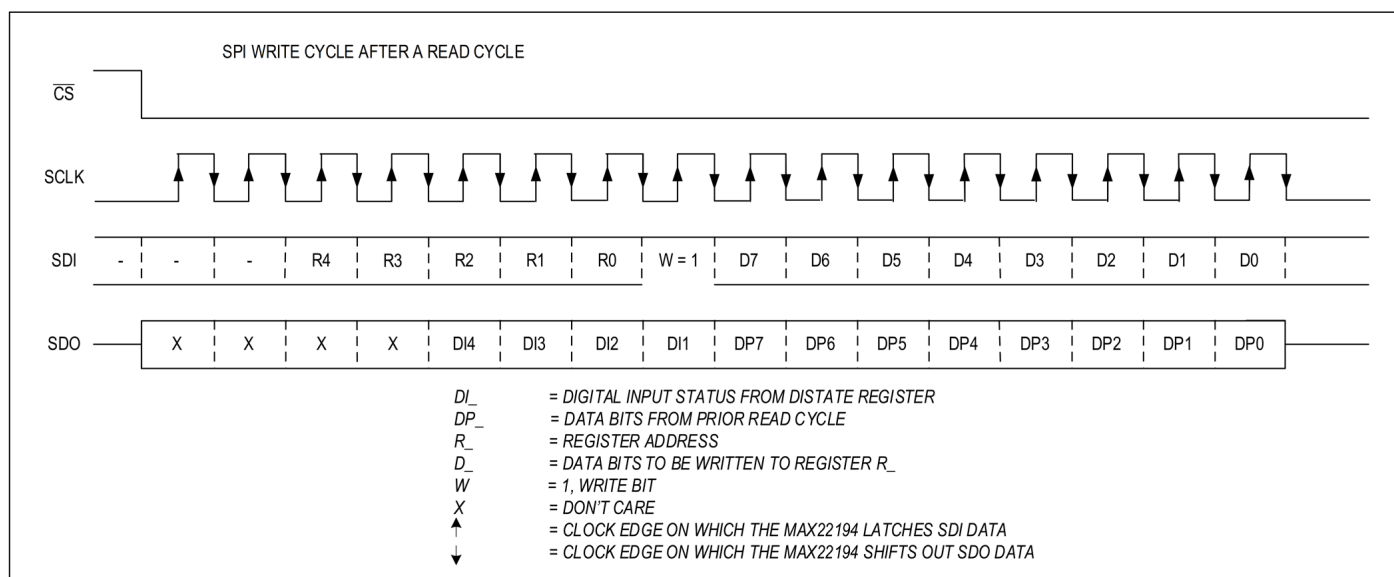 SPI WRITE CYCLE AFTER A READ CYCLE
CS
SCLK
SDI - - - R4 R3 R2 R1 R0 W = 1 D7 D6 D5 D4 D3 D2 D1 D0
SDO X X X X DI4 DI3 DI2 DI1 DP7 DP6 DP5 DP4 DP3 DP2 DP1 DP0
DI_ = DIGITAL INPUT STATUS FROM DISTATE REGISTER
DP_ = DATA BITS FROM PRIOR READ CYCLE
R_ = REGISTER ADDRESS
D_ = DATA BITS TO BE WRITTEN TO REGISTER R_
W = 1, WRITE BIT
X = DON'T CARE
= CLOCK EDGE ON WHICH THE MAX22194 LATCHES SDI DATA
= CLOCK EDGE ON WHICH THE MAX22194 SHIFTS OUT SDO DATA